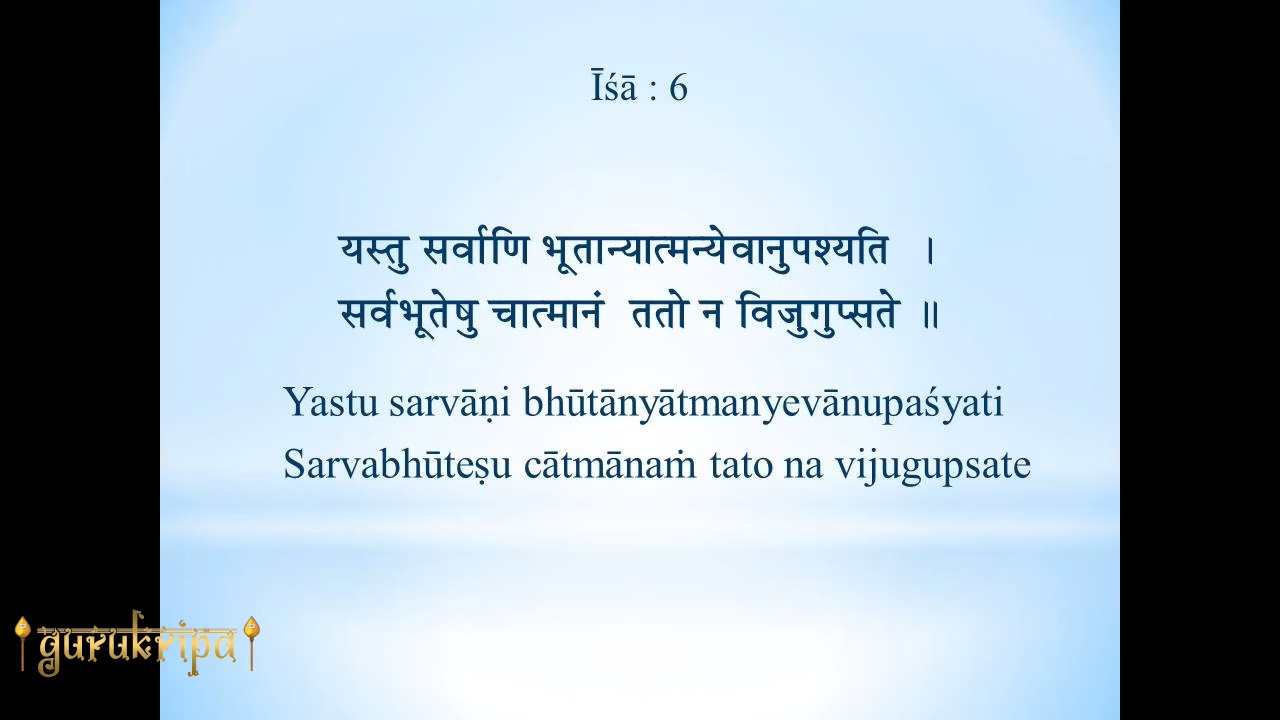 Īśā : 6
यस्तु सर्वाणि भूतान्यात्मन्येवानुपश्यति ।
सर्वभूतेषु चात्मानं ततो न विजुगुप्सते ॥
Yastu sarvāṇi bhūtānyātmanyevānupaśyati
Sarvabhūteṣu cātmānaṁ tato na vijugupsate
gurukripa